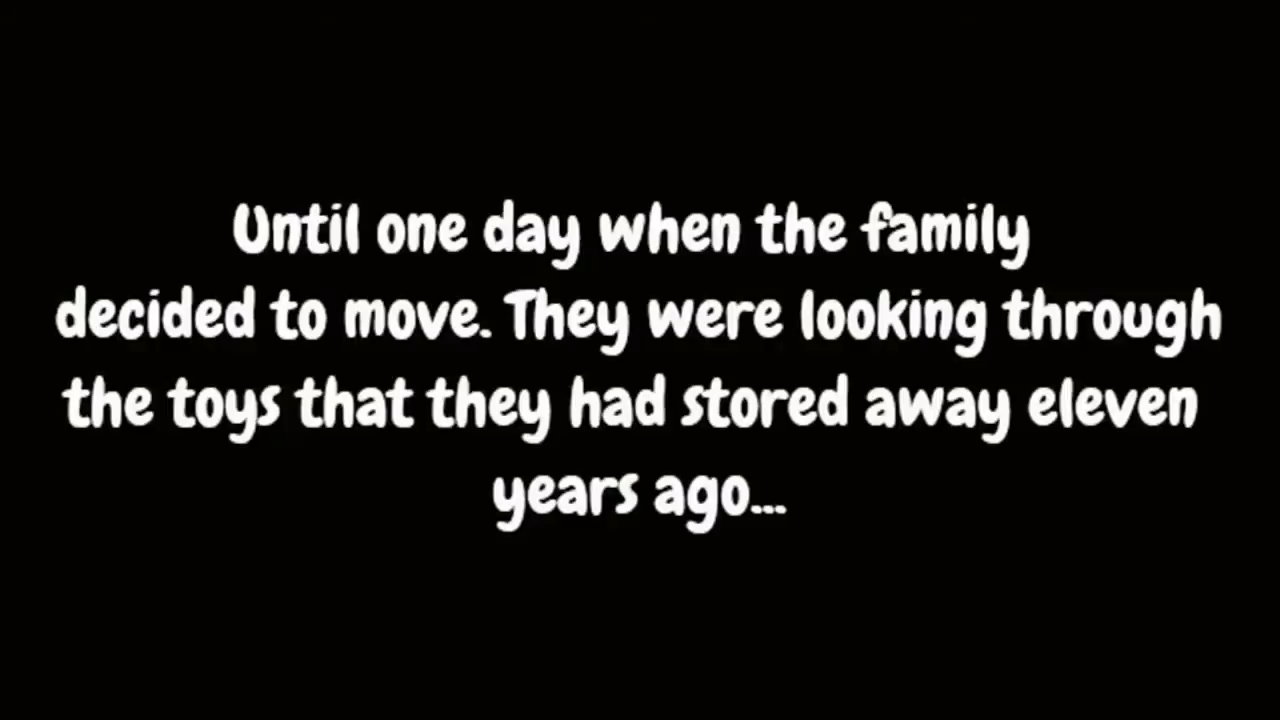 Until one day when the family
decided to move. They were looking through
the toys that they had stored away eleven
years ago...